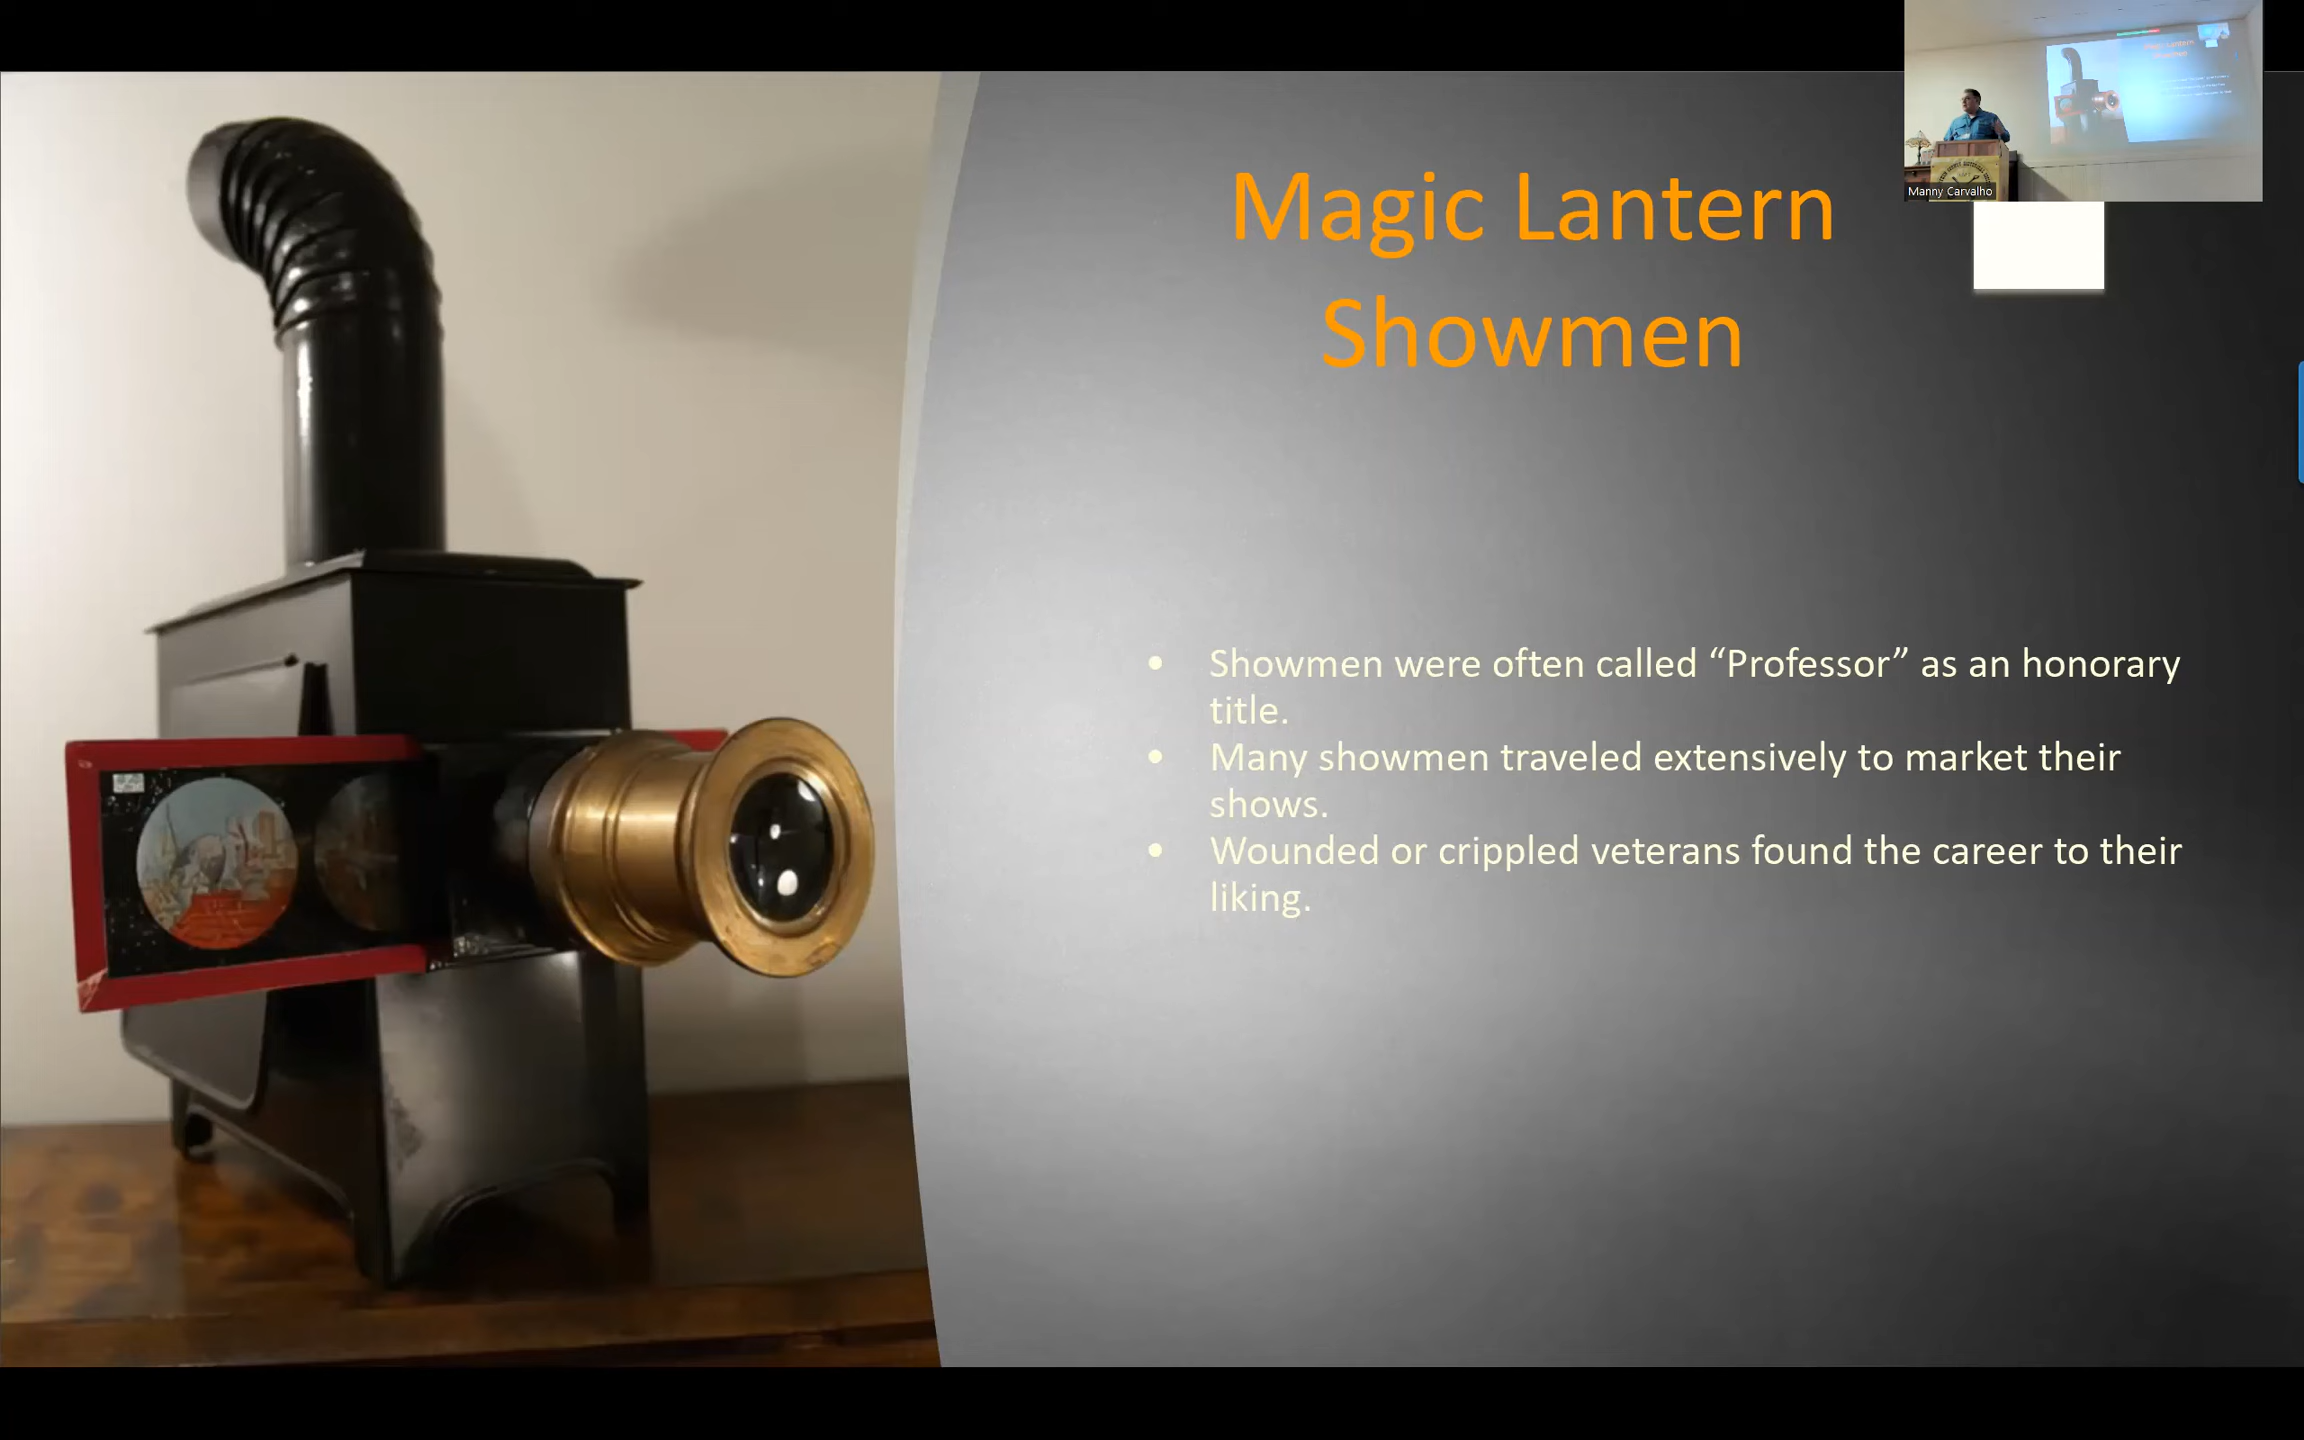 Magic Lantern
Showmen
Manny Carvalho
• Showmen were often called “Professor” as an honorary
title.
• Many showmen traveled extensively to market their
shows.
• Wounded or crippled veterans found the career to their
liking.